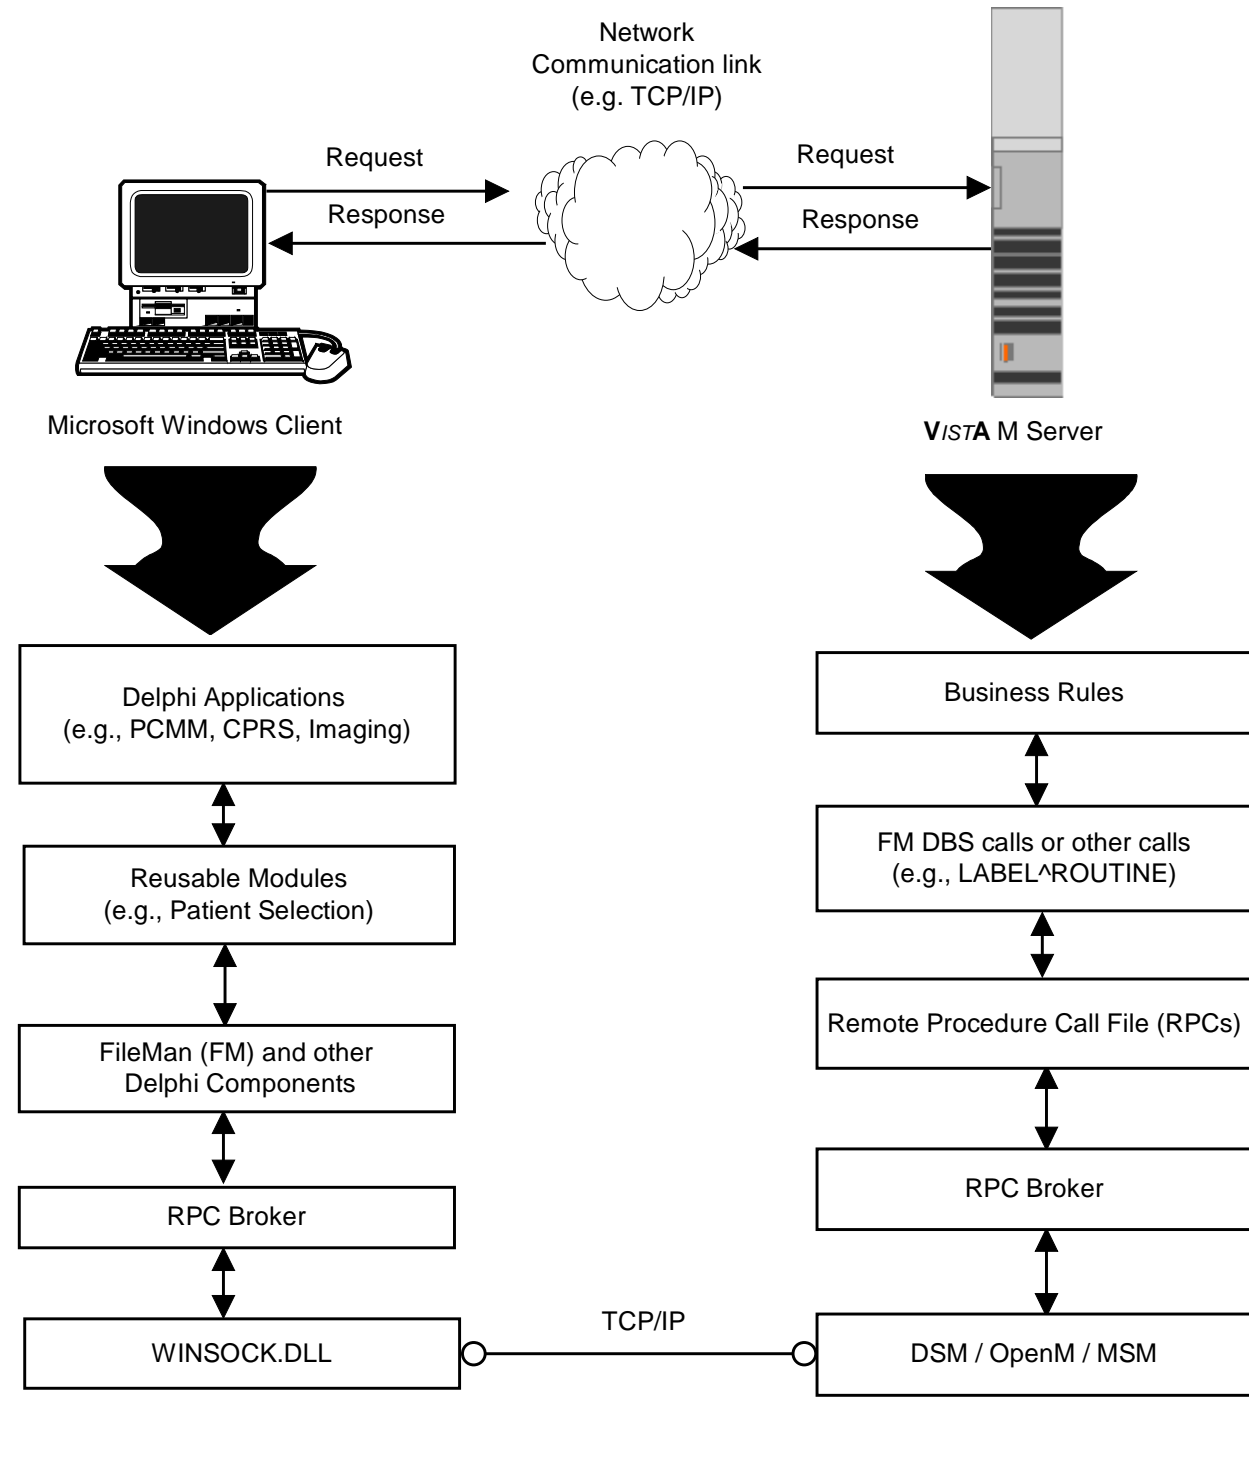 Network
Communication link
(e.g. TCP/IP)
Request
Response
Request
Response
Microsoft Windows Client
VISTA M Server
Delphi Applications
(e.g., PCMM, CPRS, Imaging)
Reusable Modules
(e.g., Patient Selection)
FileMan (FM) and other
Delphi Components
RPC Broker
WINSOCK.DLL
TCP/IP
Business Rules
FM DBS calls or other calls
(e.g., LABEL^ROUTINE)
Remote Procedure Call File (RPCs)
RPC Broker
DSM / OpenM / MSM